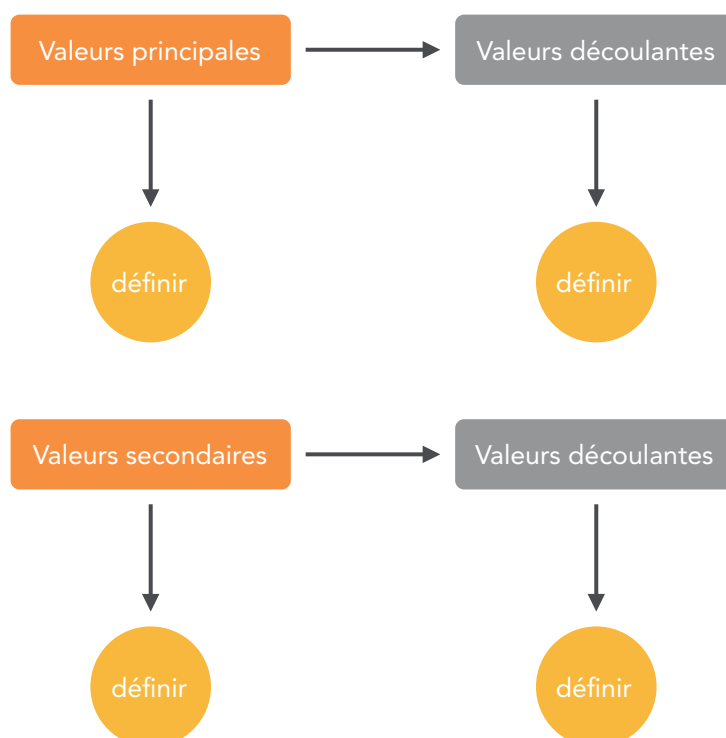 Valeurs principales
Valeurs découlantes
définir
définir
Valeurs secondaires
Valeurs découlantes
définir
définir